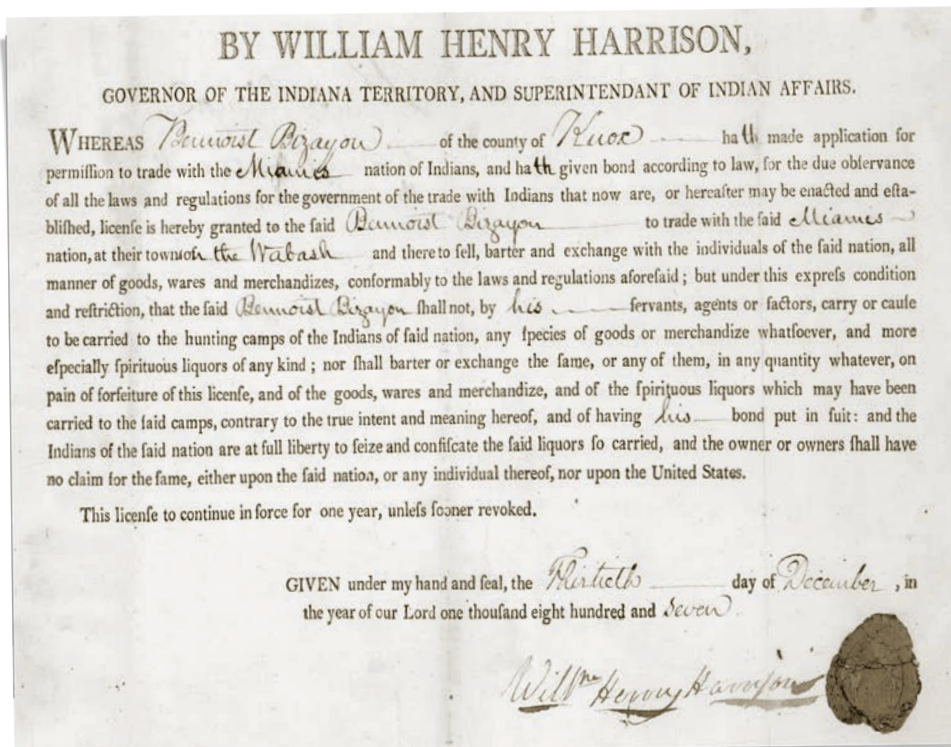 BY WILLIAM HENRY HARRISON,
GOVERNOR OF THE INDIANA TERRITORY, AND SUPERINTENDANT OF INDIAN AFFAIRS.
WHEREAS Bennoist Bizayon of the county of Knox hath made application for
permiſſion to trade with the Miamies nation of Indians, and hath given bond according to law, for the due obſervance
of all the laws and regulations for the government of the trade with Indians that now are, or hereafter may be enacted and eſta-
bliſhed, licenſe is hereby granted to the ſaid Bennoist Bizayon to trade with the ſaid Miamies
nation, at their towns on the Wabash and there to ſell, barter and exchange with the individuals of the ſaid nation, all
manner of goods, wares and merchandizes, conformably to the laws and regulations aforeſaid ; but under this expreſs condition
and reſtriction, that the ſaid Bennoist Bizayon ſhall not, by his ſervants, agents or factors, carry or cauſe
to be carried to the hunting camps of the Indians of ſaid nation, any ſpecies of goods or merchandize whatſoever, and more
eſpecially ſpirituous liquors of any kind ; nor ſhall barter or exchange the ſame, or any of them, in any quantity whatever, on
pain of forfeiture of this licenſe, and of the goods, wares and merchandize, and of the ſpirituous liquors which may have been
carried to the ſaid camps, contrary to the true intent and meaning hereof, and of having his bond put in ſuit : and the
Indians of the ſaid nation are at full liberty to ſeize and confiſcate the ſaid liquors ſo carried, and the owner or owners ſhall have
no claim for the ſame, either upon the ſaid nation, or any individual thereof, nor upon the United States.
This licenſe to continue in force for one year, unleſs ſooner revoked.
GIVEN under my hand and ſeal, the Thirtieth day of December , in
the year of our Lord one thouſand eight hundred and Seven
Willm Henry Harrison